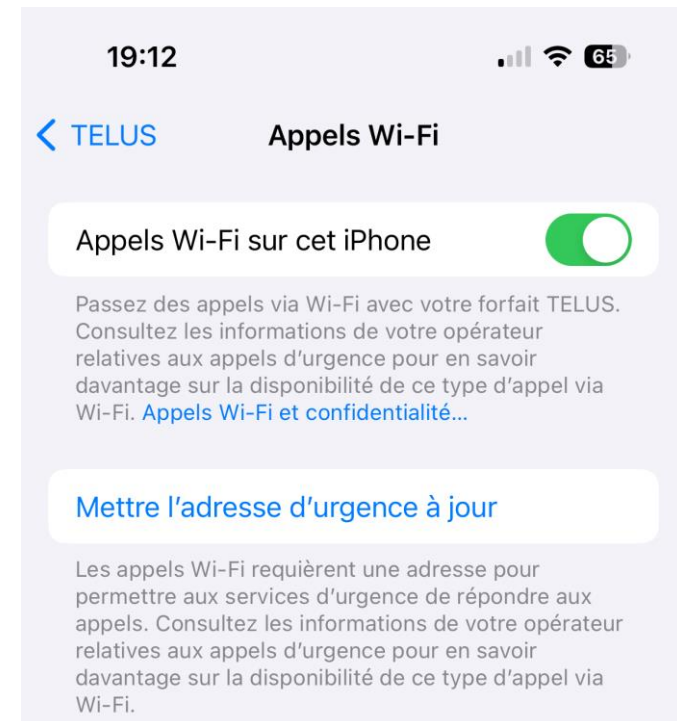 19:12
65
TELUS
Appels Wi-Fi
Appels Wi-Fi sur cet iPhone
Passez des appels via Wi-Fi avec votre forfait TELUS.
Consultez les informations de votre opérateur
relatives aux appels d’urgence pour en savoir
davantage sur la disponibilité de ce type d’appel via
Wi-Fi. Appels Wi-Fi et confidentialité...
Mettre l’adresse d’urgence à jour
Les appels Wi-Fi requièrent une adresse pour
permettre aux services d’urgence de répondre aux
appels. Consultez les informations de votre opérateur
relatives aux appels d’urgence pour en savoir
davantage sur la disponibilité de ce type d’appel via
Wi-Fi.